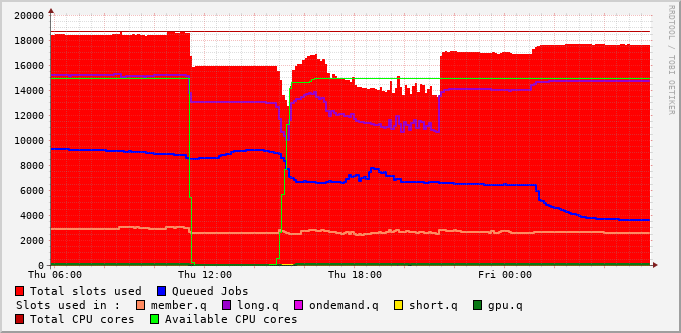 20000
18000
16000
14000
12000
10000
8000
6000
4000
2000
0
Thu 06:00 Thu 12:00 Thu 18:00 Fri 00:00
RRDTOOL / TOBI OETIKER
Total slots used Queued Jobs
Slots used in : member.q long.q ondemand.q short.q gpu.q
Total CPU cores Available CPU cores